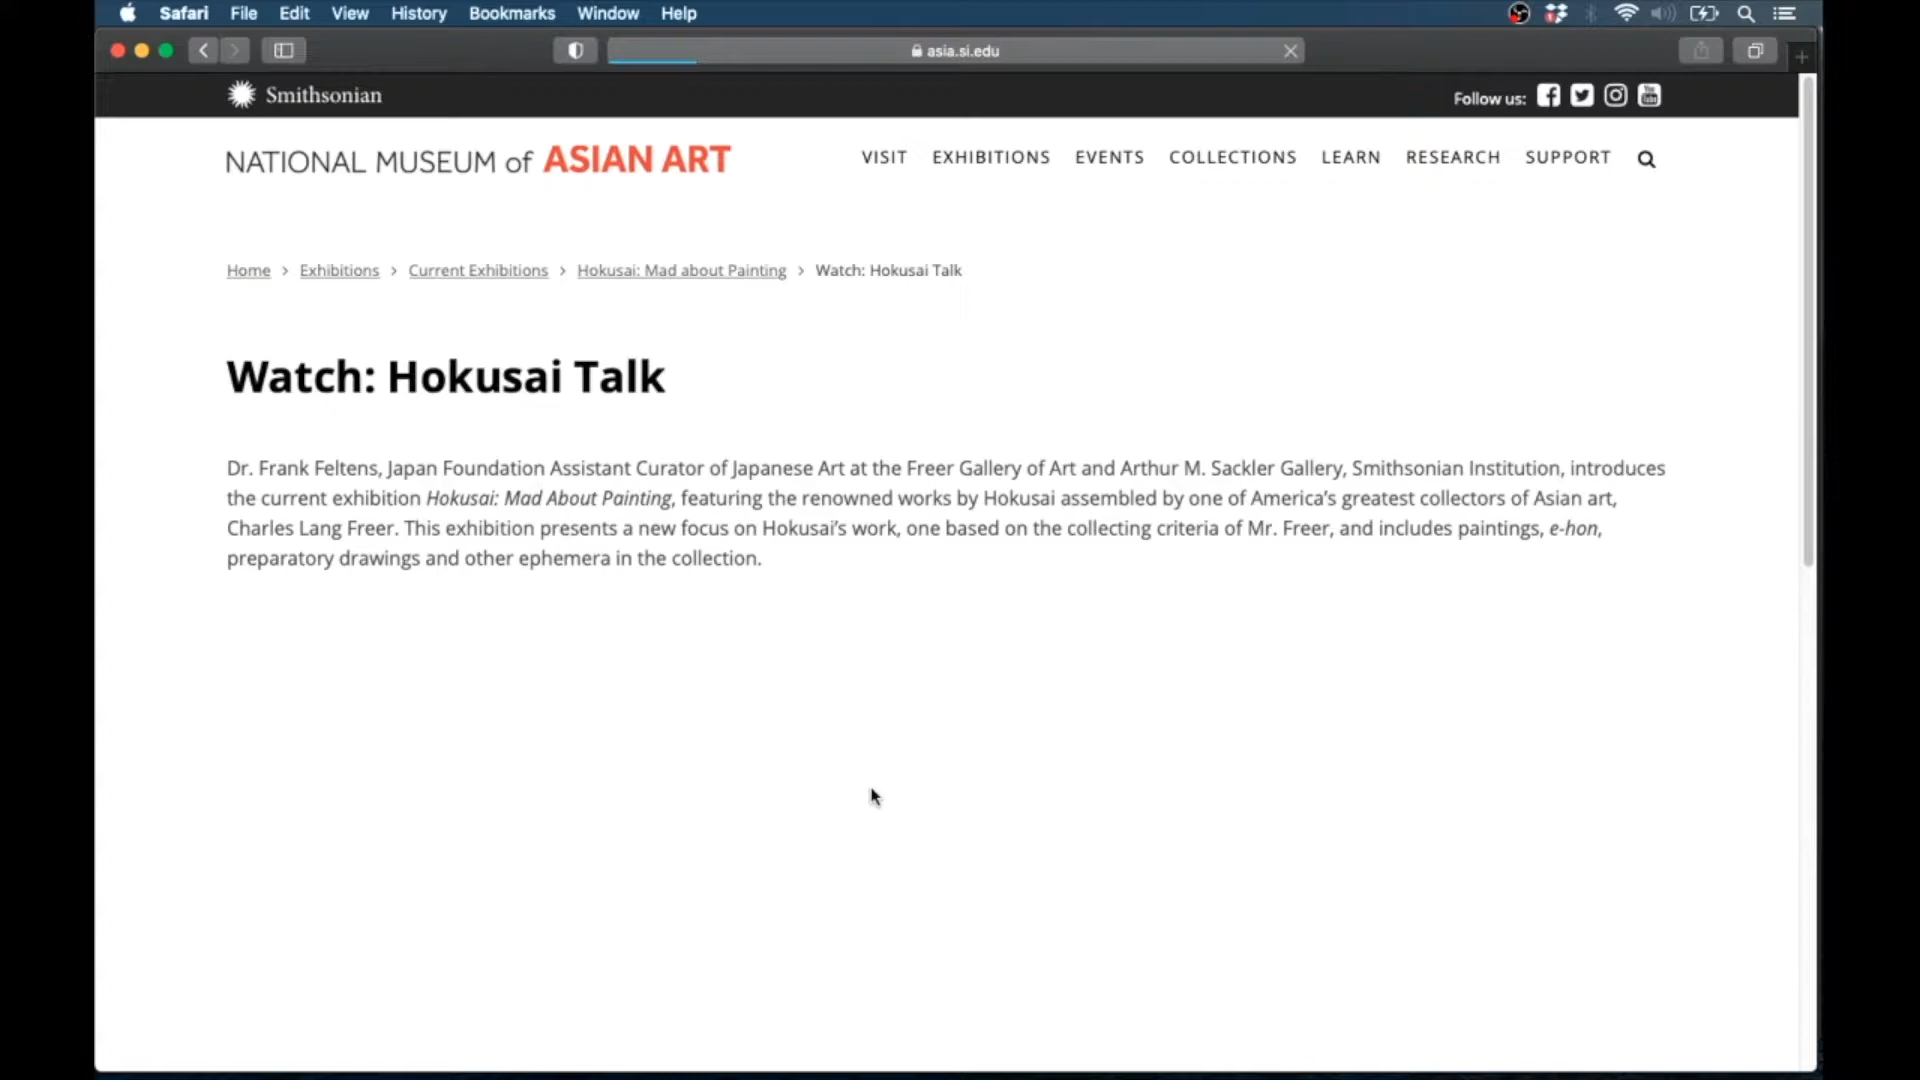 Safari File Edit View History Bookmarks Window Help
asia.si.edu
Smithsonian
Follow us:
NATIONAL MUSEUM of ASIAN ART
VISIT EXHIBITIONS EVENTS COLLECTIONS LEARN RESEARCH SUPPORT
Home > Exhibitions > Current Exhibitions > Hokusai: Mad about Painting > Watch: Hokusai Talk
Watch: Hokusai Talk
Dr. Frank Feltens, Japan Foundation Assistant Curator of Japanese Art at the Freer Gallery of Art and Arthur M. Sackler Gallery, Smithsonian Institution, introduces
the current exhibition Hokusai: Mad About Painting, featuring the renowned works by Hokusai assembled by one of America's greatest collectors of Asian art,
Charles Lang Freer. This exhibition presents a new focus on Hokusai's work, one based on the collecting criteria of Mr. Freer, and includes paintings, e-hon,
preparatory drawings and other ephemera in the collection.